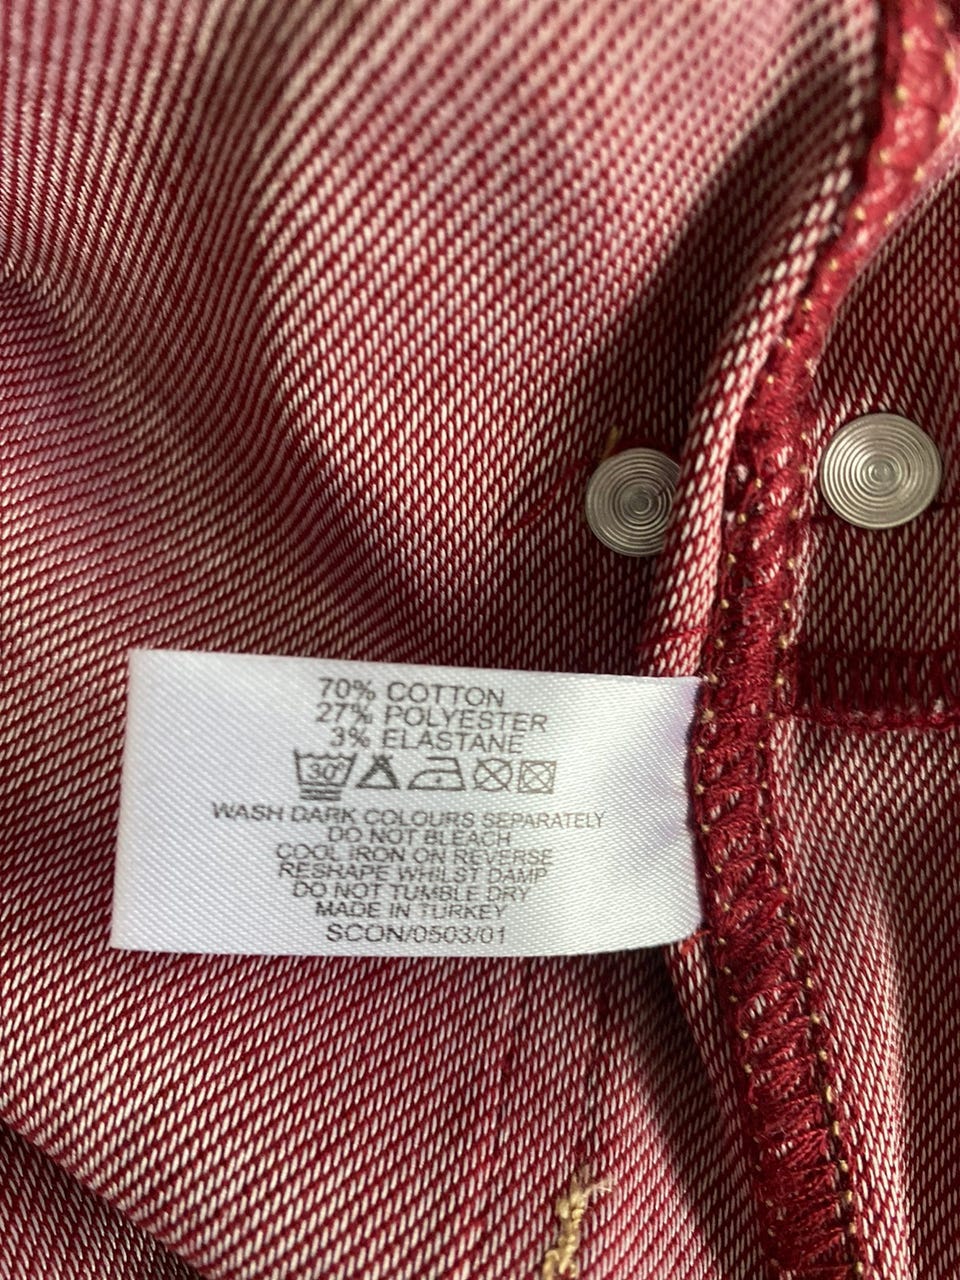 70% COTTON
27% POLYESTER
3% ELASTANE
30°
WASH DARK COLOURS SEPARATELY
DO NOT BLEACH
COOL IRON ON REVERSE
RESHAPE WHILST DAMP
DO NOT TUMBLE DRY
MADE IN TURKEY
SCON/0503/01